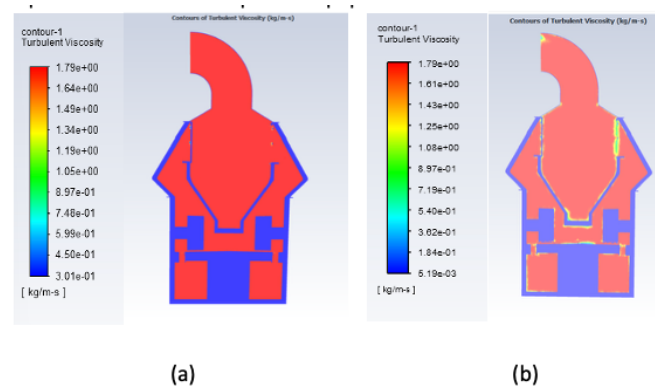 Contours of Turbulent Viscosity (kg/m-s)
contour-1
Turbulent Viscosity
1.79e+00
1.64e+00
1.49e+00
1.34e+00
1.19e+00
1.05e+00
8.97e-01
7.48e-01
5.99e-01
4.50e-01
3.01e-01
[ kg/m-s ]
(a)
Contours of Turbulent Viscosity (kg/m-s)
contour-1
Turbulent Viscosity
1.79e+00
1.61e+00
1.43e+00
1.25e+00
1.08e+00
8.97e-01
7.19e-01
5.40e-01
3.62e-01
1.84e-01
5.19e-03
[ kg/m-s ]
(b)